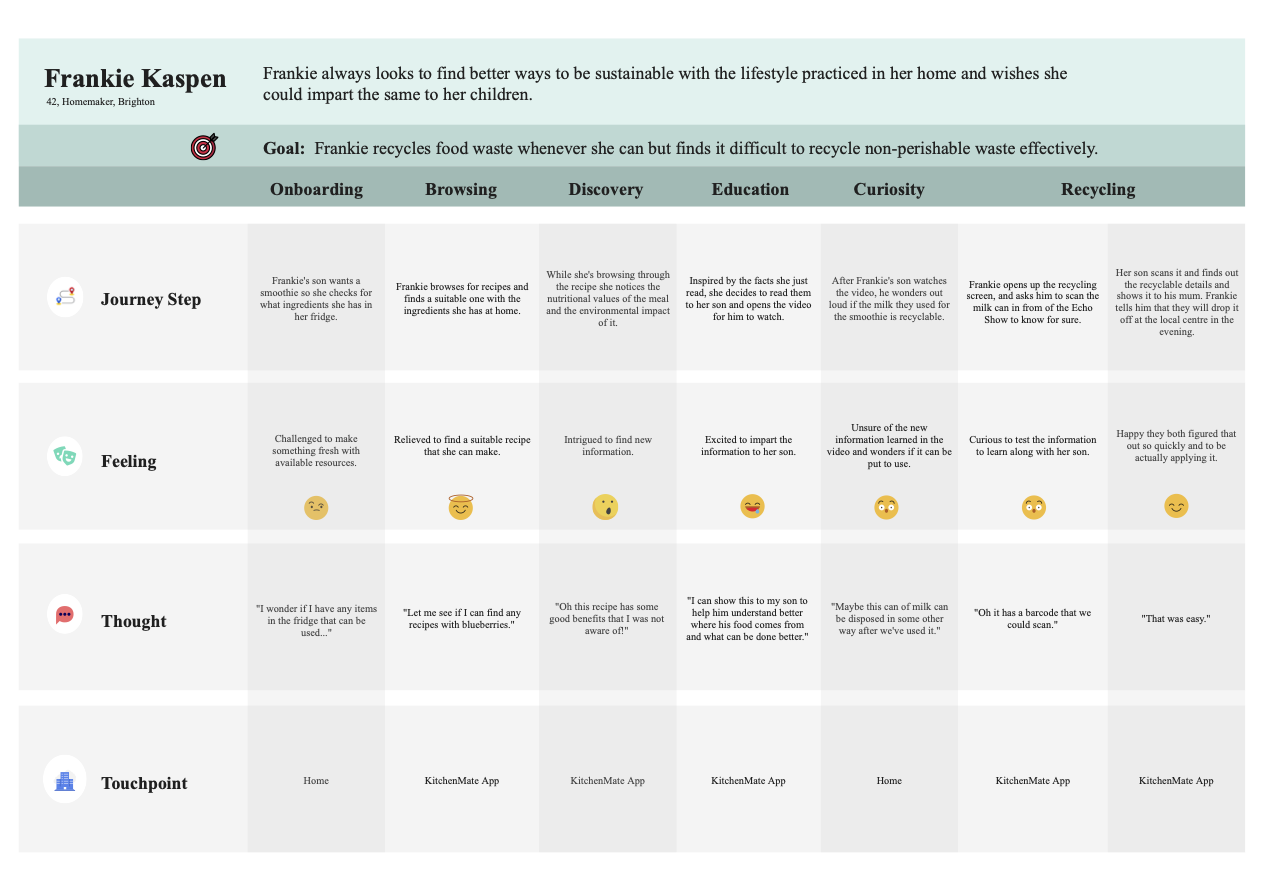 Frankie Kaspen
42, Homemaker, Brighton
Frankie always looks to find better ways to be sustainable with the lifestyle practiced in her home and wishes she
could impart the same to her children.
Goal: Frankie recycles food waste whenever she can but finds it difficult to recycle non-perishable waste effectively.
Onboarding
Browsing
Discovery
Education
Curiosity
Recycling
Journey Step
Frankie's son wants a
smoothie so she checks for
what ingredients she has in
her fridge.
Frankie browses for recipes and
finds a suitable one with the
ingredients she has at home.
While she's browsing through
the recipe she notices the
nutritional values of the meal
and the environmental impact
of it.
Inspired by the facts she just
read, she decides to read them
to her son and opens the video
for him to watch.
After Frankie's son watches
the video, he wonders out
loud if the milk they used for
the smoothie is recyclable.
Frankie opens up the recycling
screen, and asks him to scan the
milk can in from of the Echo
Show to know for sure.
Her son scans it and finds out
the recyclable details and
shows it to his mum. Frankie
tells him that they will drop it
off at the local centre in the
evening.
Feeling
Challenged to make
something fresh with
available resources.
Relieved to find a suitable recipe
that she can make.
Intrigued to find new
information.
Excited to impart the
information to her son.
Unsure of the new
information learned in the
video and wonders if it can be
put to use.
Curious to test the information
to learn along with her son.
Happy they both figured that
out so quickly and to be
actually applying it.
Thought
"I wonder if I have any items
in the fridge that can be
used..."
"Let me see if I can find any
recipes with blueberries."
"Oh this recipe has some
good benefits that I was not
aware of!"
"I can show this to my son to
help him understand better
where his food comes from
and what can be done better."
"Maybe this can of milk can
be disposed in some other
way after we've used it."
"Oh it has a barcode that we
could scan."
"That was easy."
Touchpoint
Home
KitchenMate App
KitchenMate App
KitchenMate App
Home
KitchenMate App
KitchenMate App